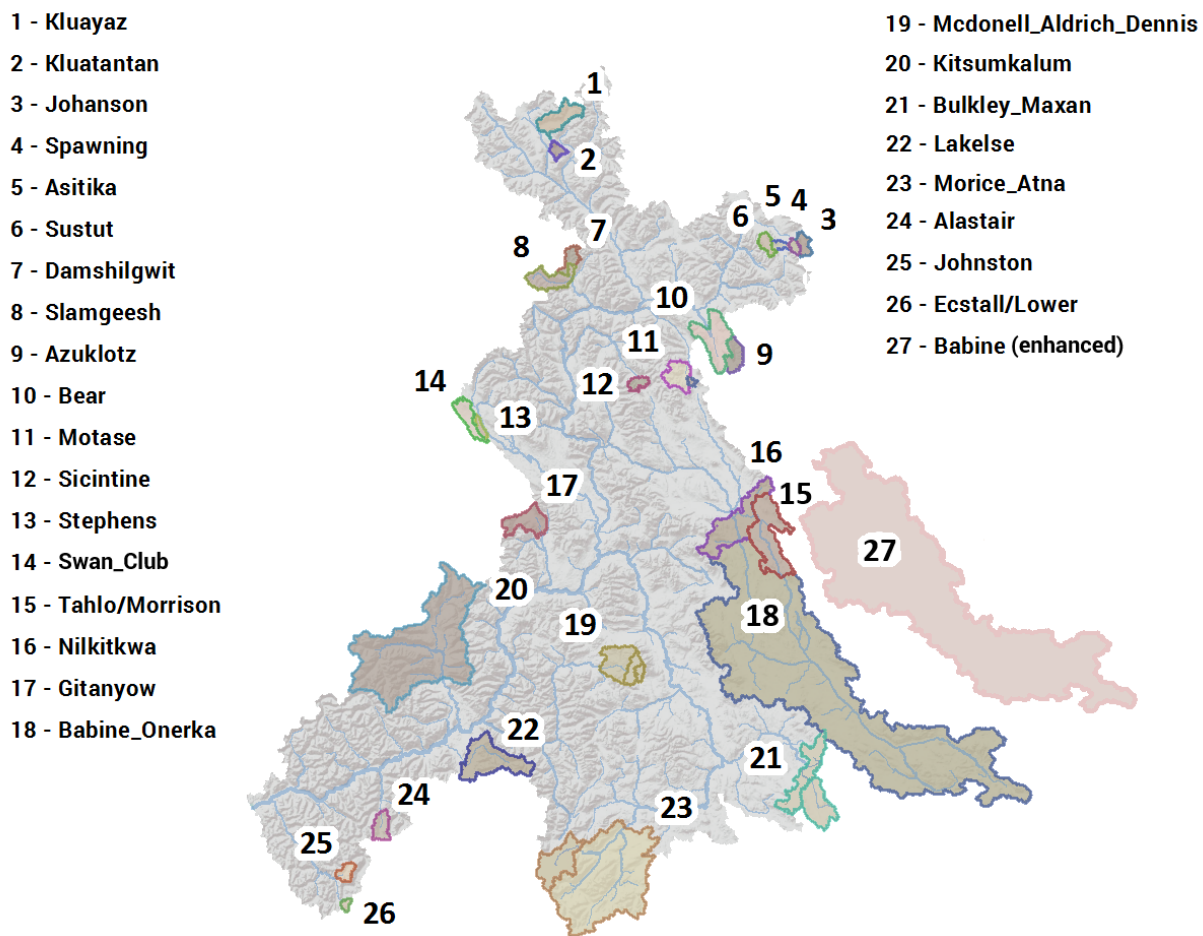 1 - Kluayaz
2 - Kluatantan
3 - Johanson
4 - Spawning
5 - Asitika
6 - Sustut
7 - Damshilgwit
8 - Slamgeesh
9 - Azuklotz
10 - Bear
11 - Motase
12 - Sicintine
13 - Stephens
14 - Swan_Club
15 - Tahlo/Morrison
16 - Nilkitkwa
17 - Gitanyow
18 - Babine_Onerka
19 - Mcdonell_Aldrich_Dennis
20 - Kitsumkalum
21 - Bulkley_Maxan
22 - Lakelse
23 - Morice_Atna
24 - Alastair
25 - Johnston
26 - Ecstall/Lower
27 - Babine (enhanced)
1
2
5 4
6 3
7
8
10
11
9
12
14
13
16
15
17
27
20
18
19
22
21
24
23
25
26